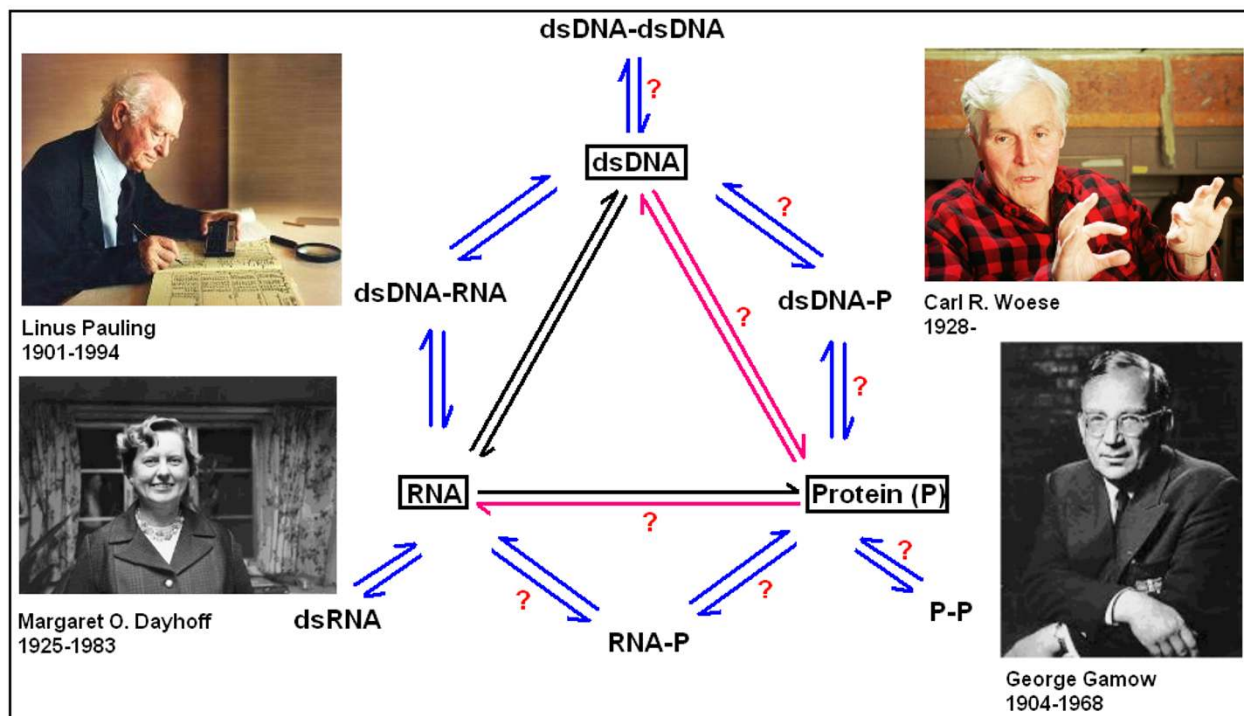 dsDNA-dsDNA
?
dsDNA
?
dsDNA-RNA
dsDNA-P
Linus Pauling
1901-1994
Carl R. Woese
1928-
?
?
RNA
Protein (P)
?
?
?
?
dsRNA
RNA-P
P-P
Margaret O. Dayhoff
1925-1983
George Gamow
1904-1968